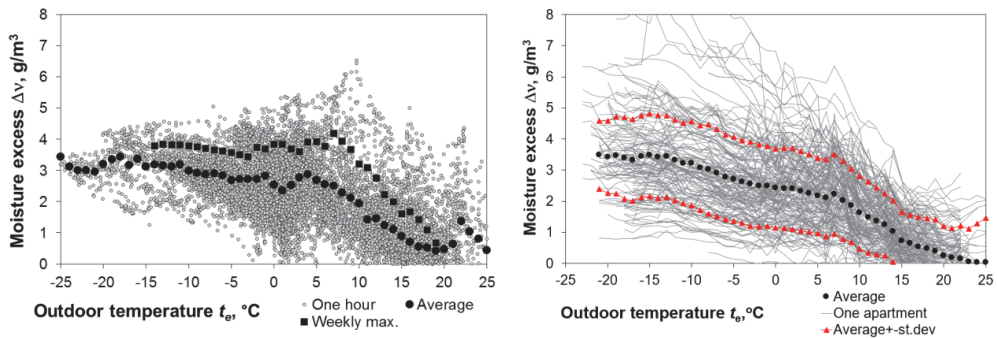 8
7
6
5
4
3
2
1
0
Moisture excess Δν, g/m³
-25 -20 -15 -10 -5 0 5 10 15 20 25
Outdoor temperature te, °C
One hour
Average
Weekly max.
8
7
6
5
4
3
2
1
0
Moisture excess Δν, g/m³
-25 -20 -15 -10 -5 0 5 10 15 20 25
Outdoor temperature te,ºC
Average
One apartment
Average+-st.dev